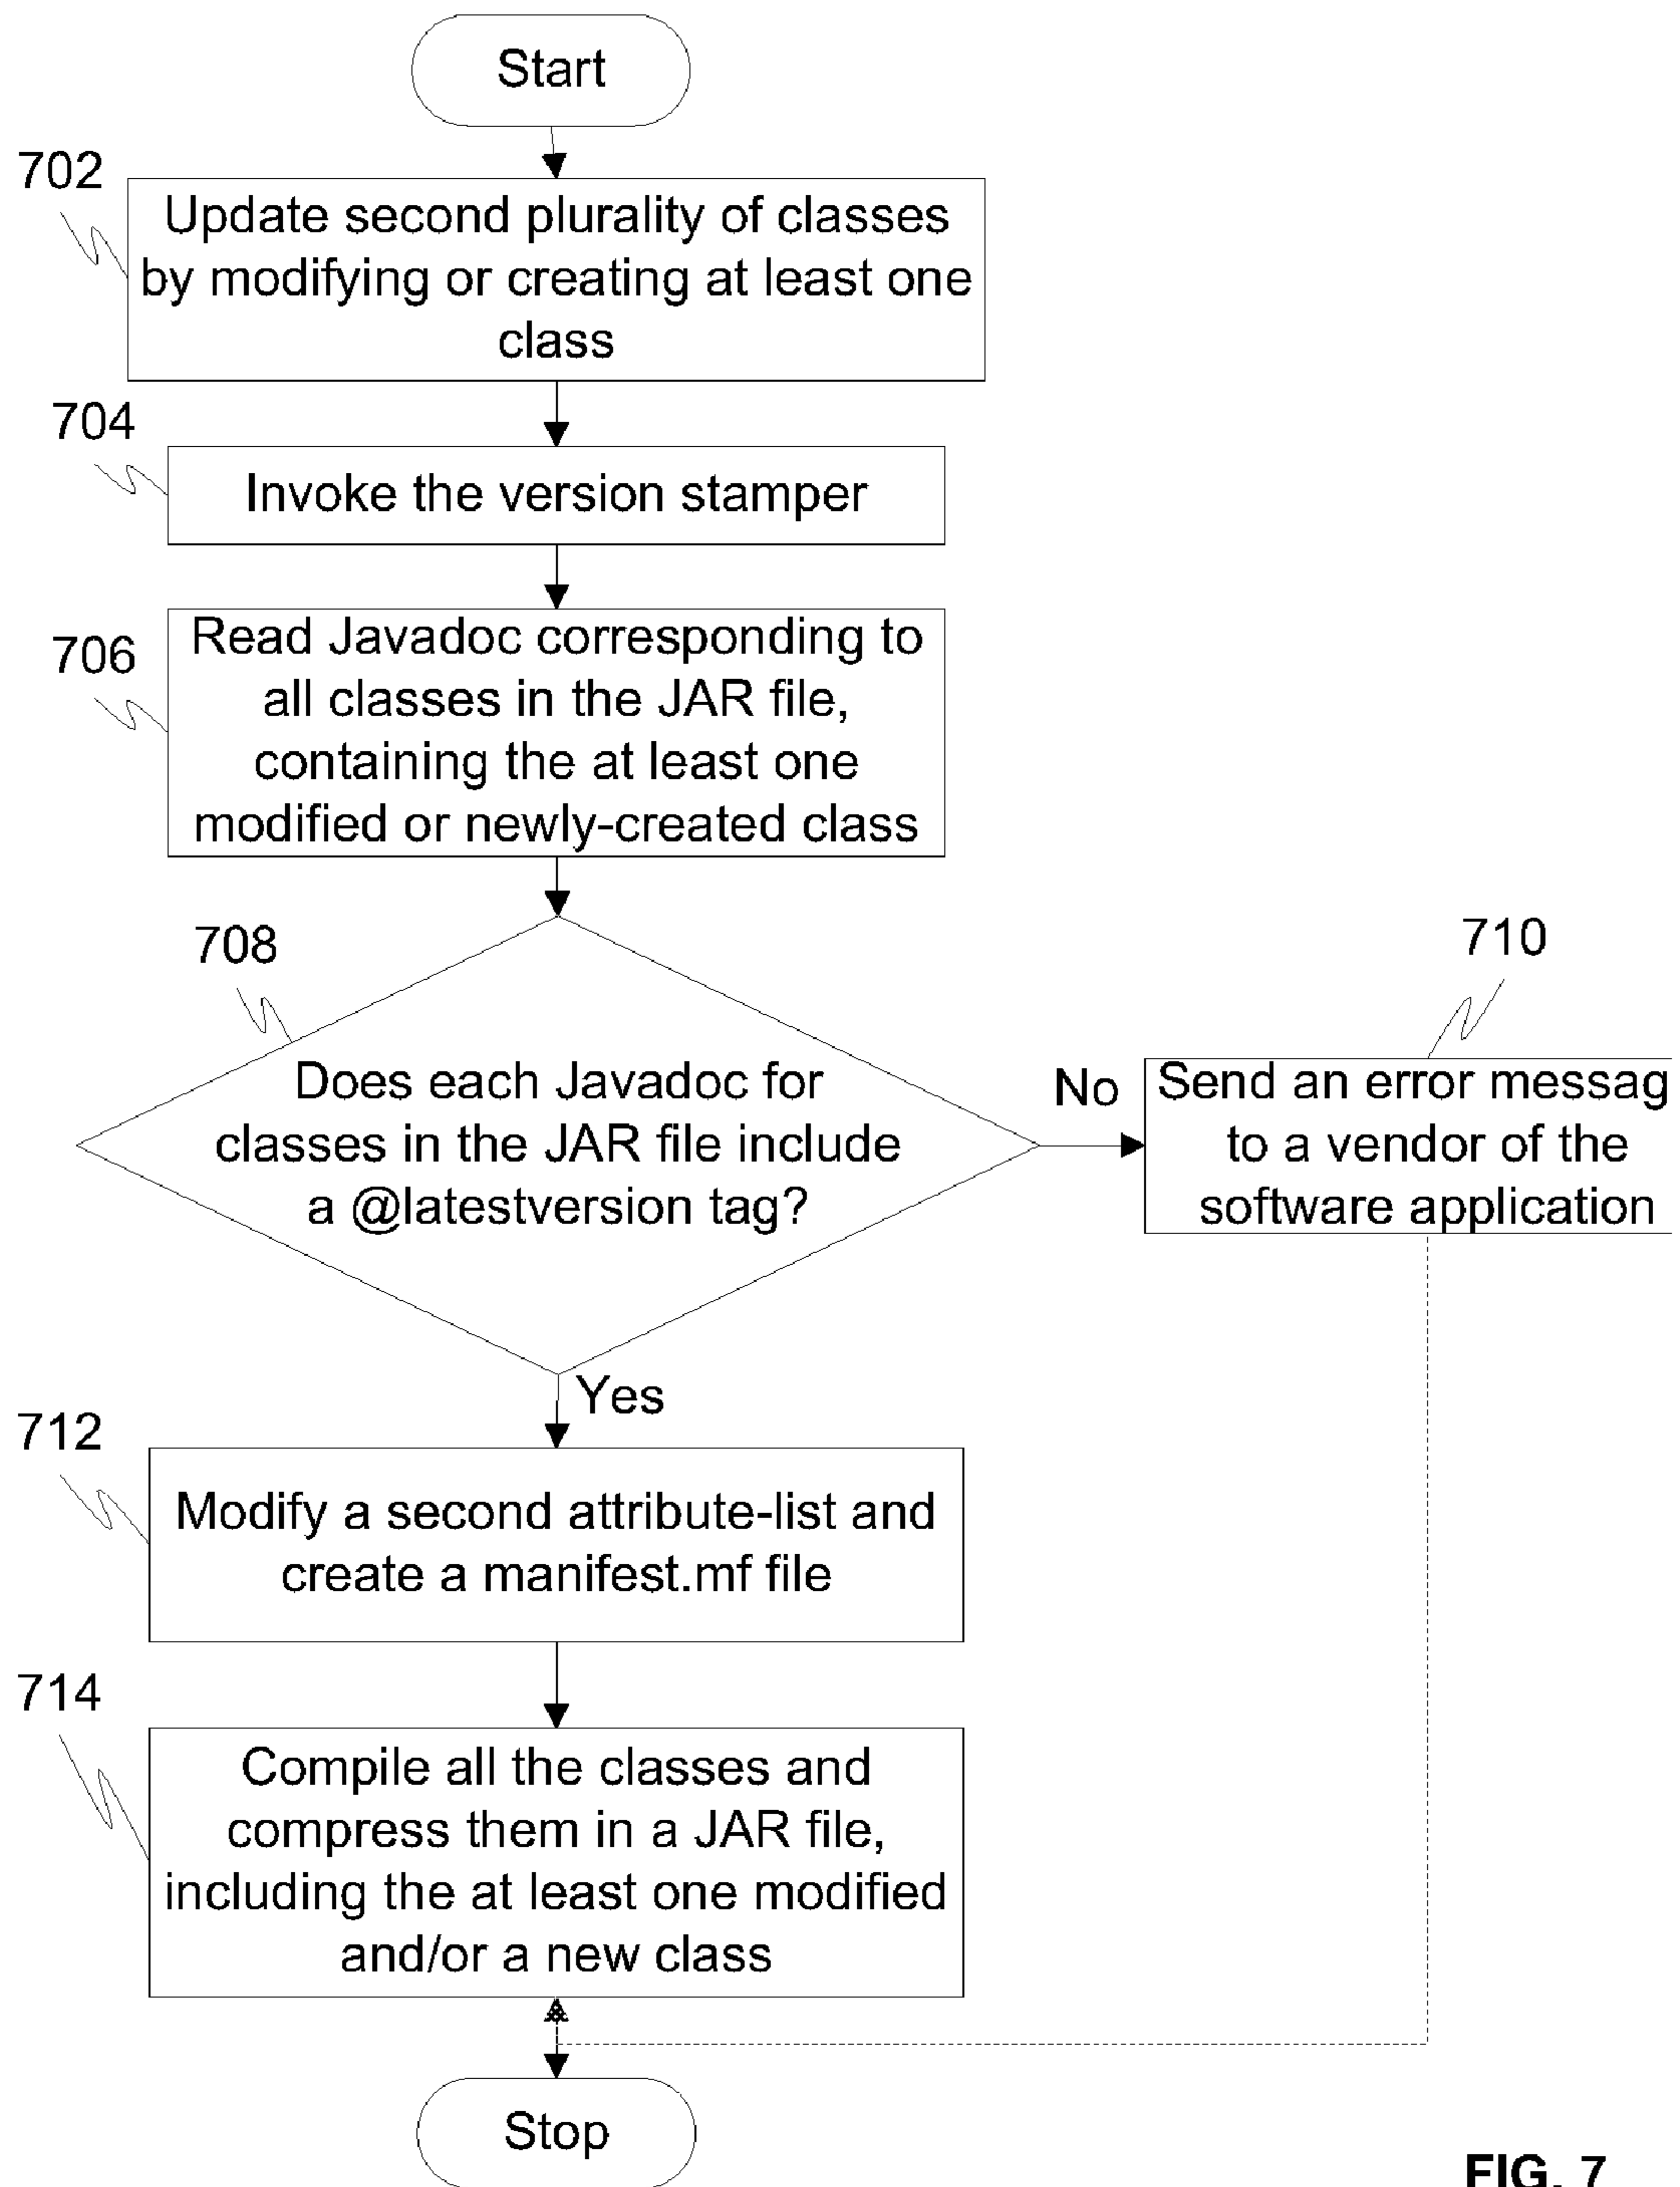 Start
702
Update second plurality of classes
by modifying or creating at least one
class
704
Invoke the version stamper
706
Read Javadoc corresponding to
all classes in the JAR file,
containing the at least one
modified or newly-created class
708
Does each Javadoc for
classes in the JAR file include
a @latestversion tag?
No
710
Send an error messag
to a vendor of the
software application
Yes
712
Modify a second attribute-list and
create a manifest.mf file
714
Compile all the classes and
compress them in a JAR file,
including the at least one modified
and/or a new class
Stop
FIG. 7